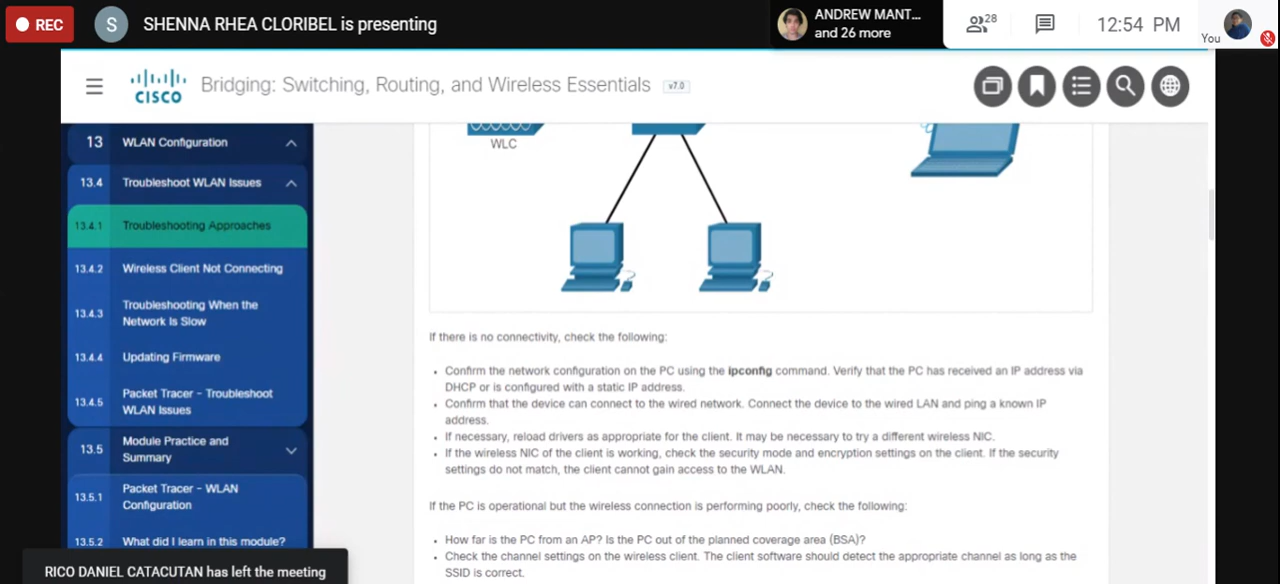 REC
S
SHENNA RHEA CLORIBEL is presenting
ANDREW MANT...
and 26 more
28
12:54 PM
You
CISCO
Bridging: Switching, Routing, and Wireless Essentials
v7.0
13 WLAN Configuration
13.4 Troubleshoot WLAN Issues
13.4.1 Troubleshooting Approaches
13.4.2 Wireless Client Not Connecting
13.4.3 Troubleshooting When the
Network Is Slow
13.4.4 Updating Firmware
13.4.5 Packet Tracer - Troubleshoot
WLAN Issues
13.5 Module Practice and
Summary
13.5.1 Packet Tracer - WLAN
Configuration
13.5.2 What did I learn in this module?
WLC
If there is no connectivity, check the following:
• Confirm the network configuration on the PC using the ipconfig command. Verify that the PC has received an IP address via
DHCP or is configured with a static IP address.
• Confirm that the device can connect to the wired network. Connect the device to the wired LAN and ping a known IP
address.
• If necessary, reload drivers as appropriate for the client. It may be necessary to try a different wireless NIC.
• If the wireless NIC of the client is working, check the security mode and encryption settings on the client. If the security
settings do not match, the client cannot gain access to the WLAN.
If the PC is operational but the wireless connection is performing poorly, check the following:
• How far is the PC from an AP? Is the PC out of the planned coverage area (BSA)?
• Check the channel settings on the wireless client. The client software should detect the appropriate channel as long as the
SSID is correct.
RICO DANIEL CATACUTAN has left the meeting